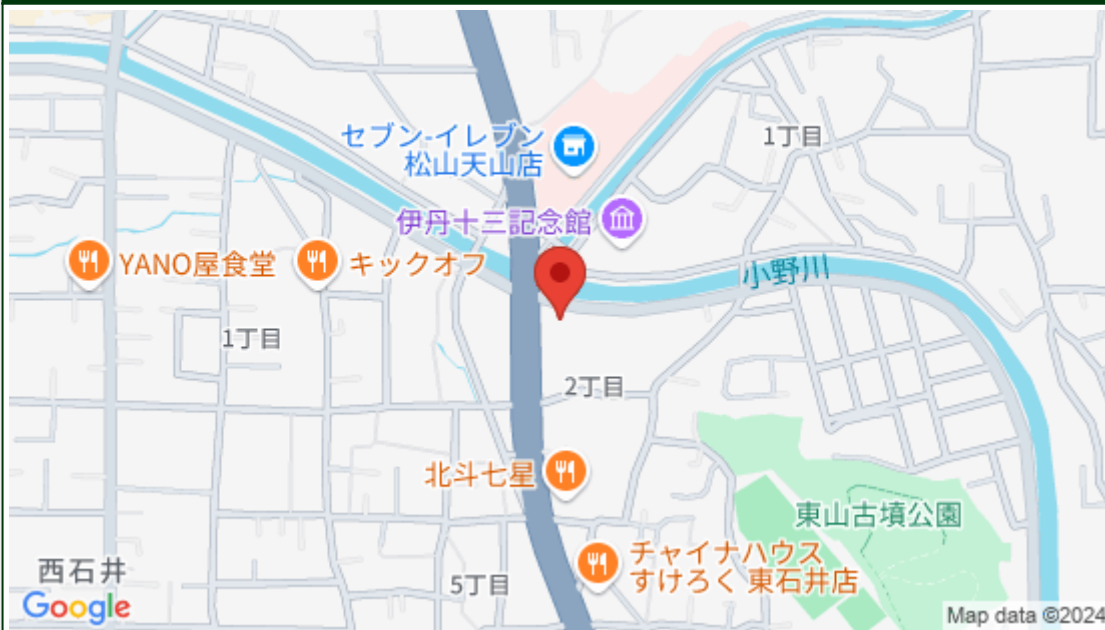 セブン-イレブン
松山天山店
1丁目
伊丹十三記念館
YANO屋食堂
キックオフ
小野川
1丁目
2丁目
北斗七星
東山古墳公園
チャイナハウス
すけろく 東石井店
西石井
5丁目
Google
Map data ©2024